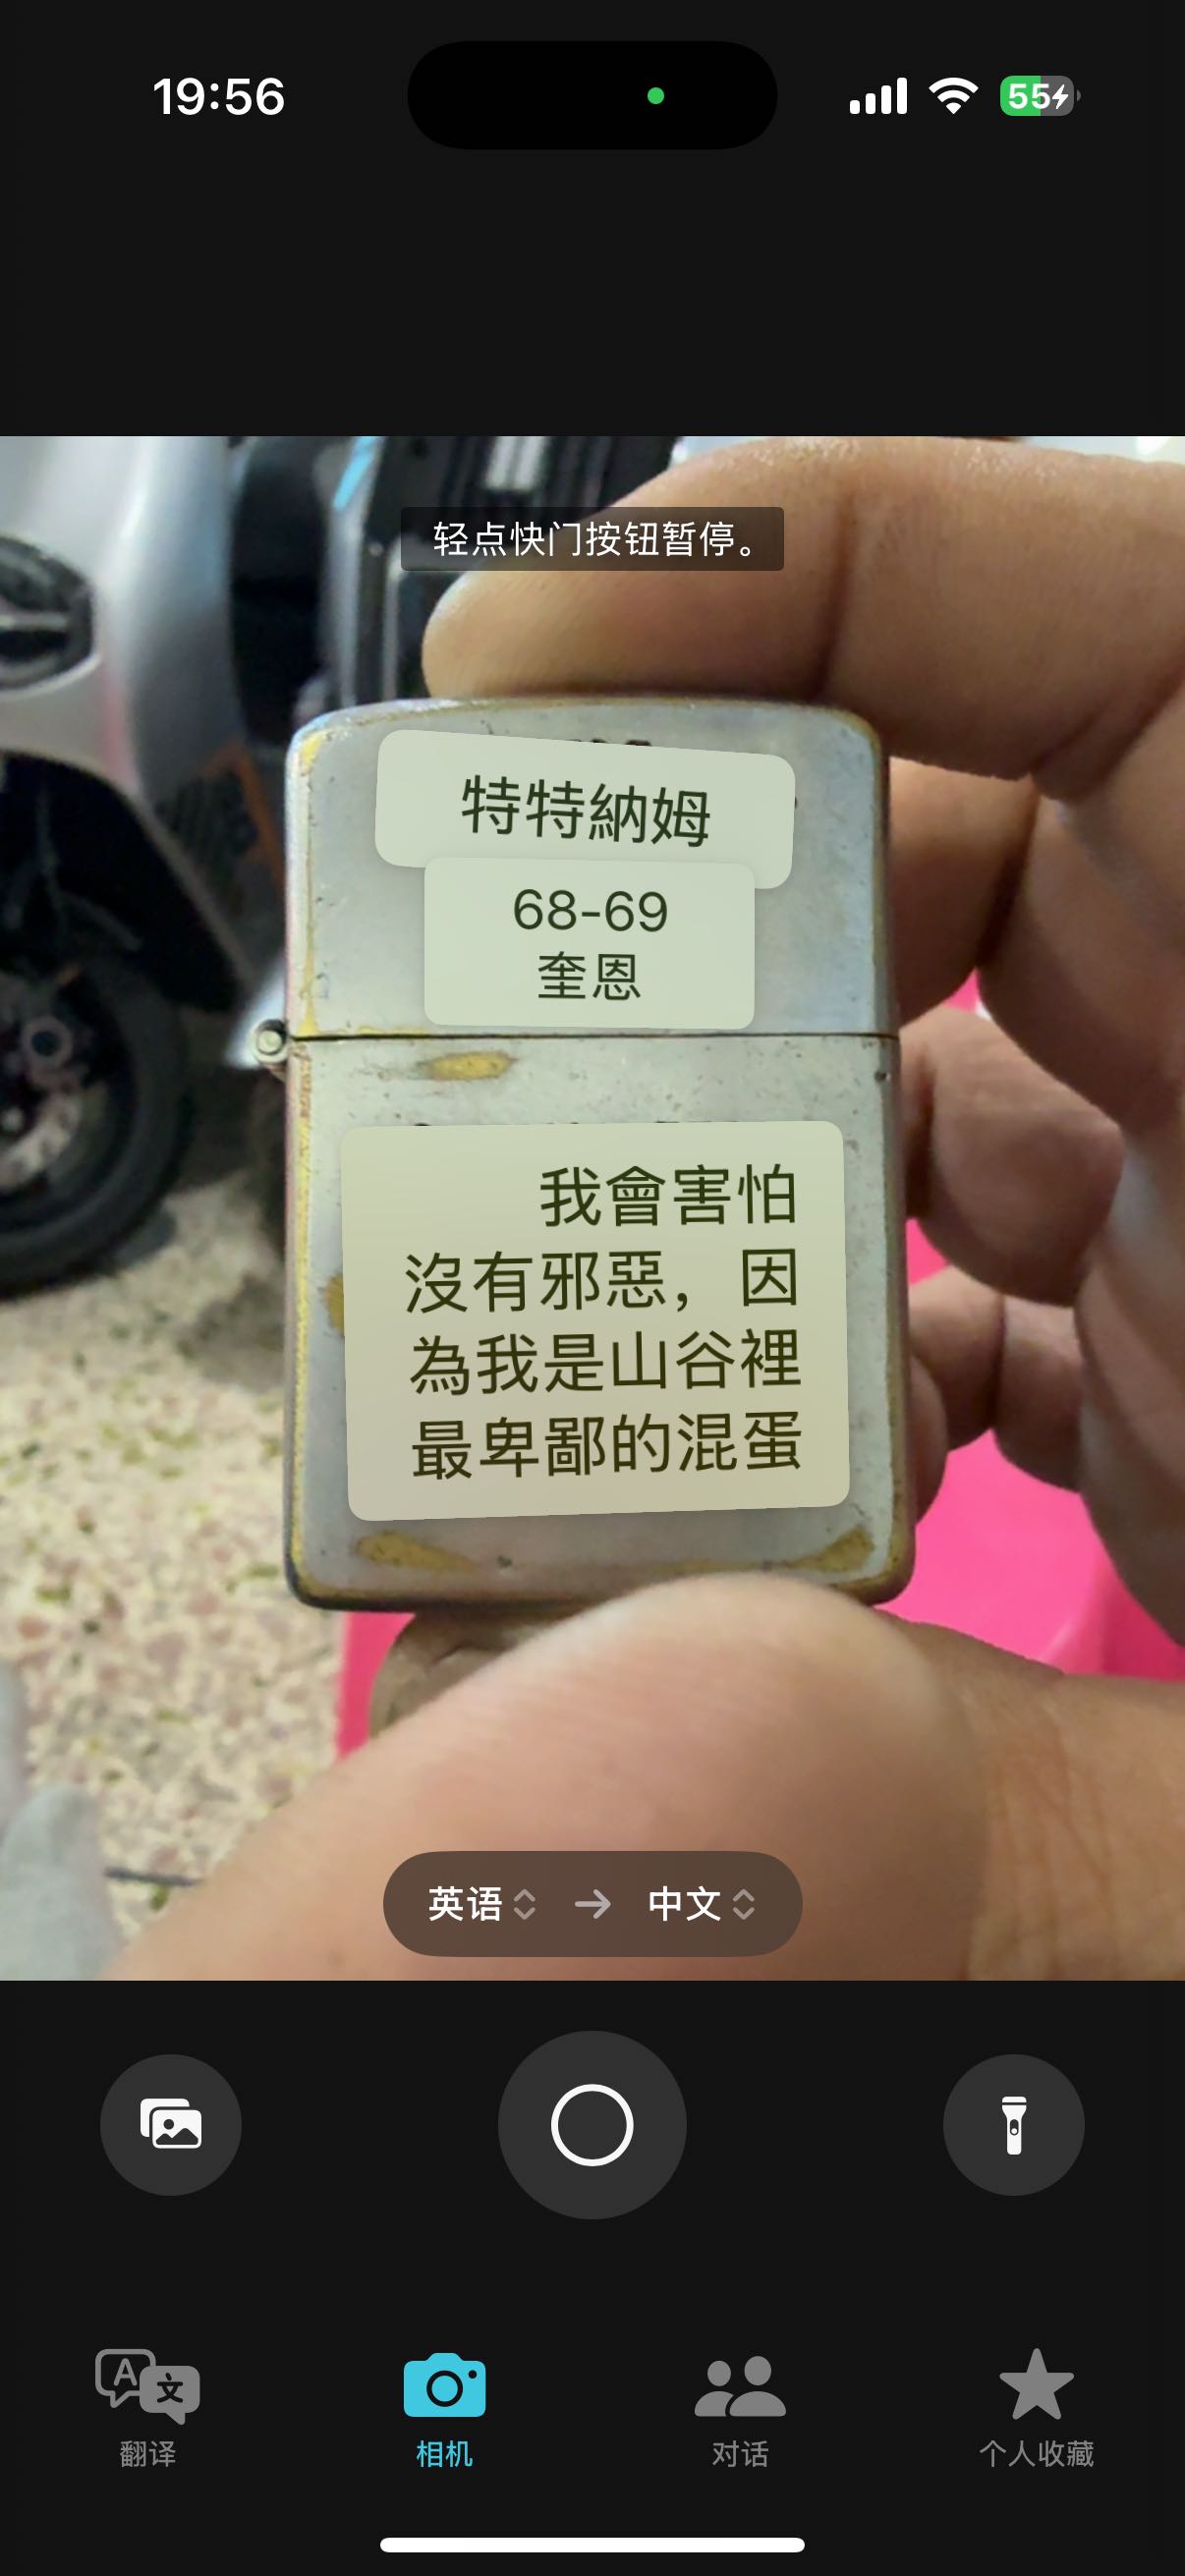 19:56
55
轻点快门按钮暂停。
特特納姆
68-69
奎恩
我會害怕
沒有邪惡，因
為我是山谷裡
最卑鄙的混蛋
英语
中文
翻译
相机
对话
个人收藏